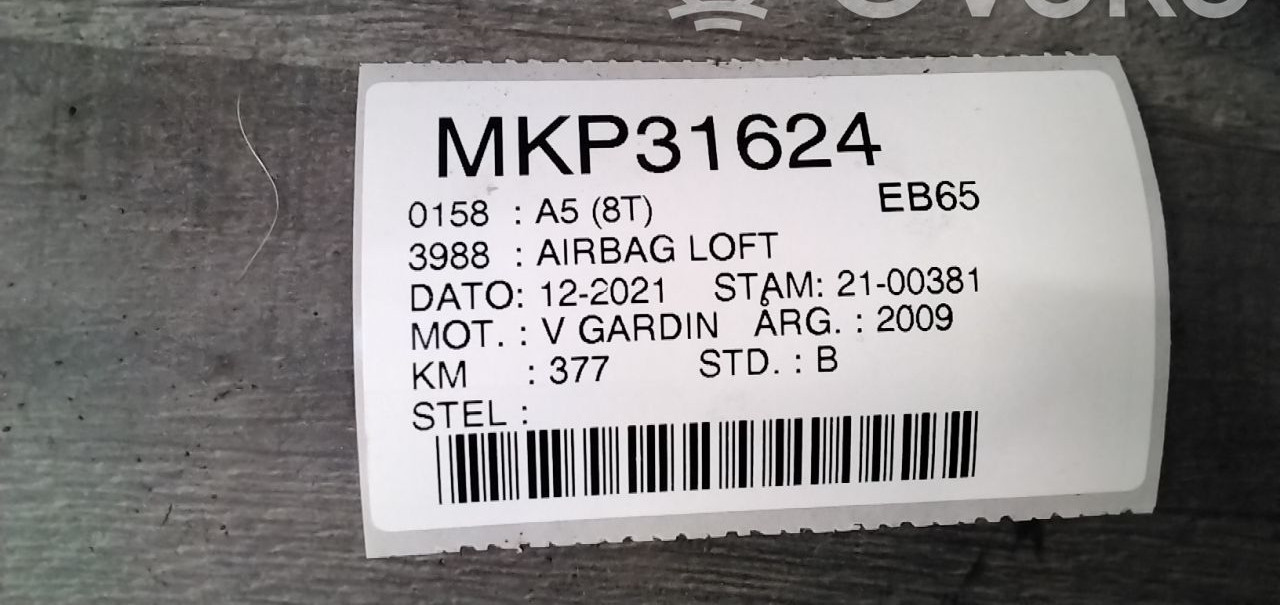 MKP31624
0158 : A5 (8T) EB65
3988 : AIRBAG LOFT
DATO: 12-2021 STAM: 21-00381
MOT. : V GARDIN ÅRG. : 2009
KM : 377 STD. : B
STEL :